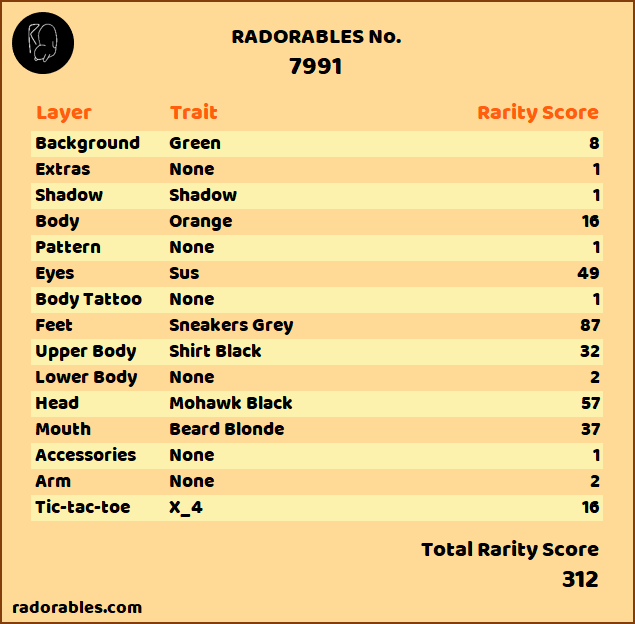 RADORABLES No.
7991
Layer Trait Rarity Score
Background Green 8
Extras None 1
Shadow Shadow 1
Body Orange 16
Pattern None 1
Eyes Sus 49
Body Tattoo None 1
Feet Sneakers Grey 87
Upper Body Shirt Black 32
Lower Body None 2
Head Mohawk Black 57
Mouth Beard Blonde 37
Accessories None 1
Arm None 2
Tic-tac-toe X_4 16
Total Rarity Score
312
radorables.com